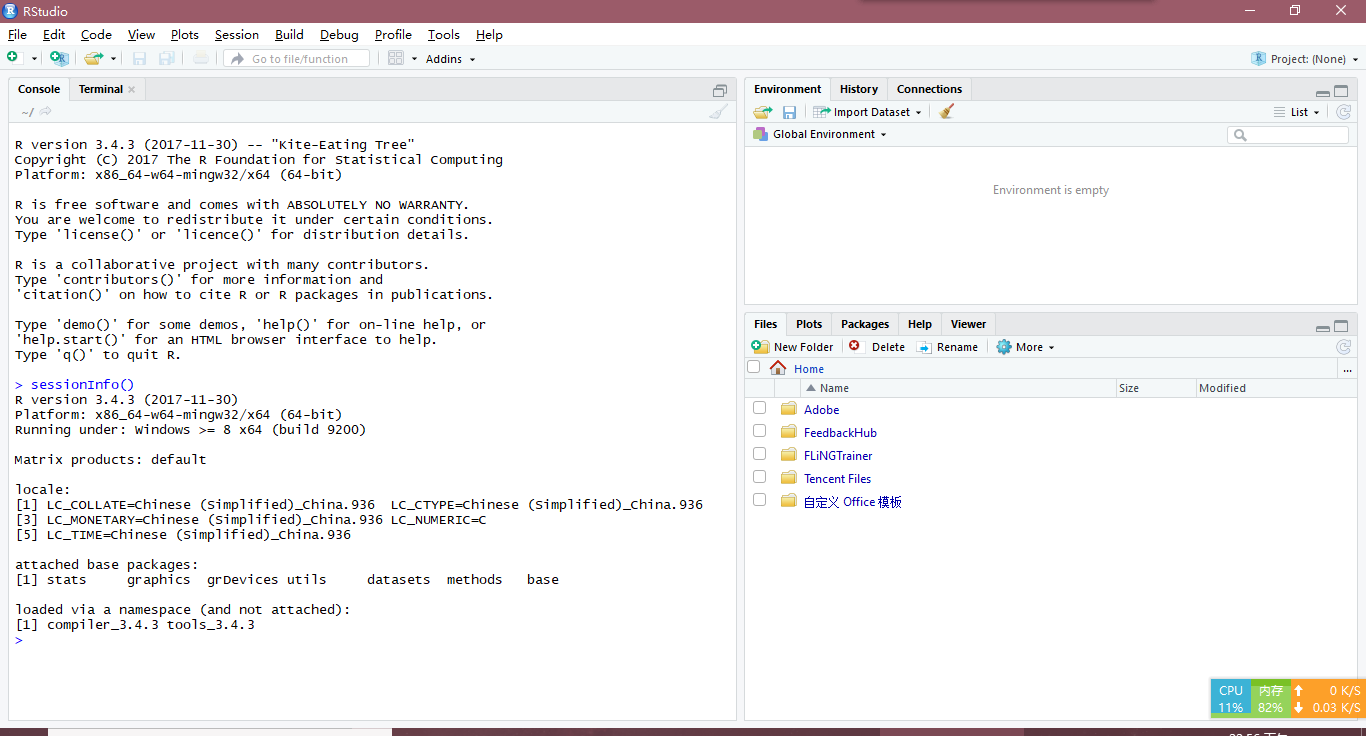 RStudio
File Edit Code View Plots Session Build Debug Profile Tools Help
Go to file/function Addins Project: (None)
Console Terminal
~/
R version 3.4.3 (2017-11-30) -- "Kite-Eating Tree"
Copyright (C) 2017 The R Foundation for Statistical Computing
Platform: x86_64-w64-mingw32/x64 (64-bit)
R is free software and comes with ABSOLUTELY NO WARRANTY.
You are welcome to redistribute it under certain conditions.
Type 'license()' or 'licence()' for distribution details.
R is a collaborative project with many contributors.
Type 'contributors()' for more information and
'citation()' on how to cite R or R packages in publications.
Type 'demo()' for some demos, 'help()' for on-line help, or
'help.start()' for an HTML browser interface to help.
Type 'q()' to quit R.
> sessionInfo()
R version 3.4.3 (2017-11-30)
Platform: x86_64-w64-mingw32/x64 (64-bit)
Running under: Windows >= 8 x64 (build 9200)
Matrix products: default
locale:
[1] LC_COLLATE=Chinese (Simplified)_China.936  LC_CTYPE=Chinese (Simplified)_China.936
[3] LC_MONETARY=Chinese (Simplified)_China.936 LC_NUMERIC=C
[5] LC_TIME=Chinese (Simplified)_China.936
attached base packages:
[1] stats     graphics  grDevices utils     datasets  methods   base
loaded via a namespace (and not attached):
[1] compiler_3.4.3 tools_3.4.3
>
Environment History Connections
Import Dataset List
Global Environment
Environment is empty
Files Plots Packages Help Viewer
New Folder Delete Rename More
Home ...
Name Size Modified
Adobe
FeedbackHub
FLiNGTrainer
Tencent Files
自定义 Office 模板
CPU 内存 ↑ 0 K/S
11% 82% ↓ 0.03 K/S